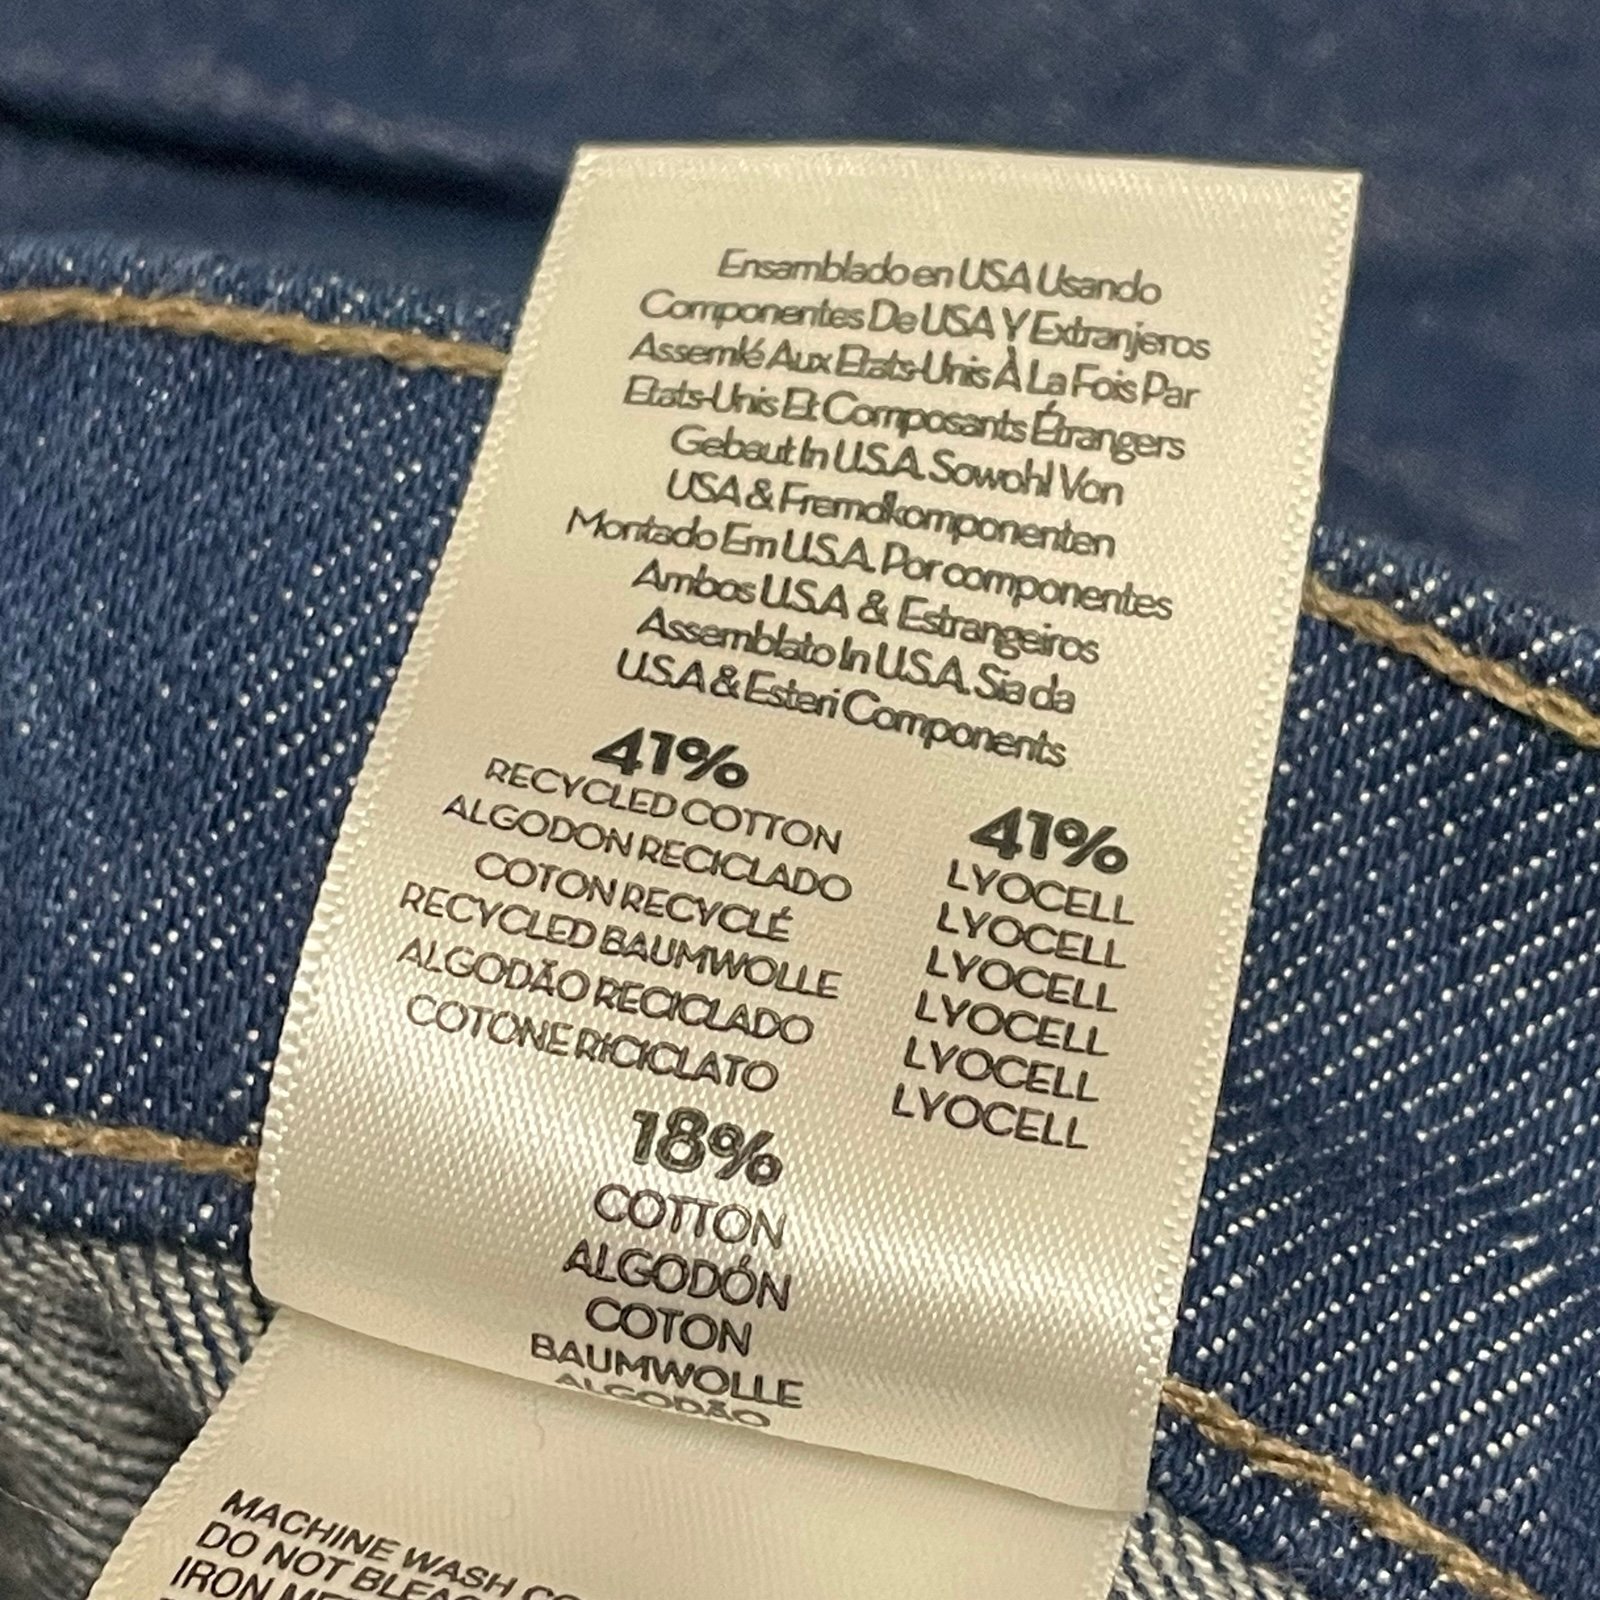 Ensamblado en USA Usando
Componentes De USA Y Extranjeros
Assemlé Aux Etats-Unis À La Fois Par
Etats-Unis Et Composants Étrangers
Gebaut In U.S.A. Sowohl Von
USA & Fremdkomponenten
Montado Em U.S.A. Por componentes
Ambos U.S.A & Estrangeiros
Assemblato In U.S.A. Sia da
U.S.A & Esteri Components
41%
RECYCLED COTTON
ALGODON RECICLADO
COTON RECYCLÉ
RECYCLED BAUMWOLLE
ALGODÃO RECICLADO
COTONE RICICLATO
41%
LYOCELL
LYOCELL
LYOCELL
LYOCELL
LYOCELL
LYOCELL
18%
COTTON
ALGODÓN
COTON
BAUMWOLLE
ALGODÃO
MACHINE WASH
DO NOT
IRON